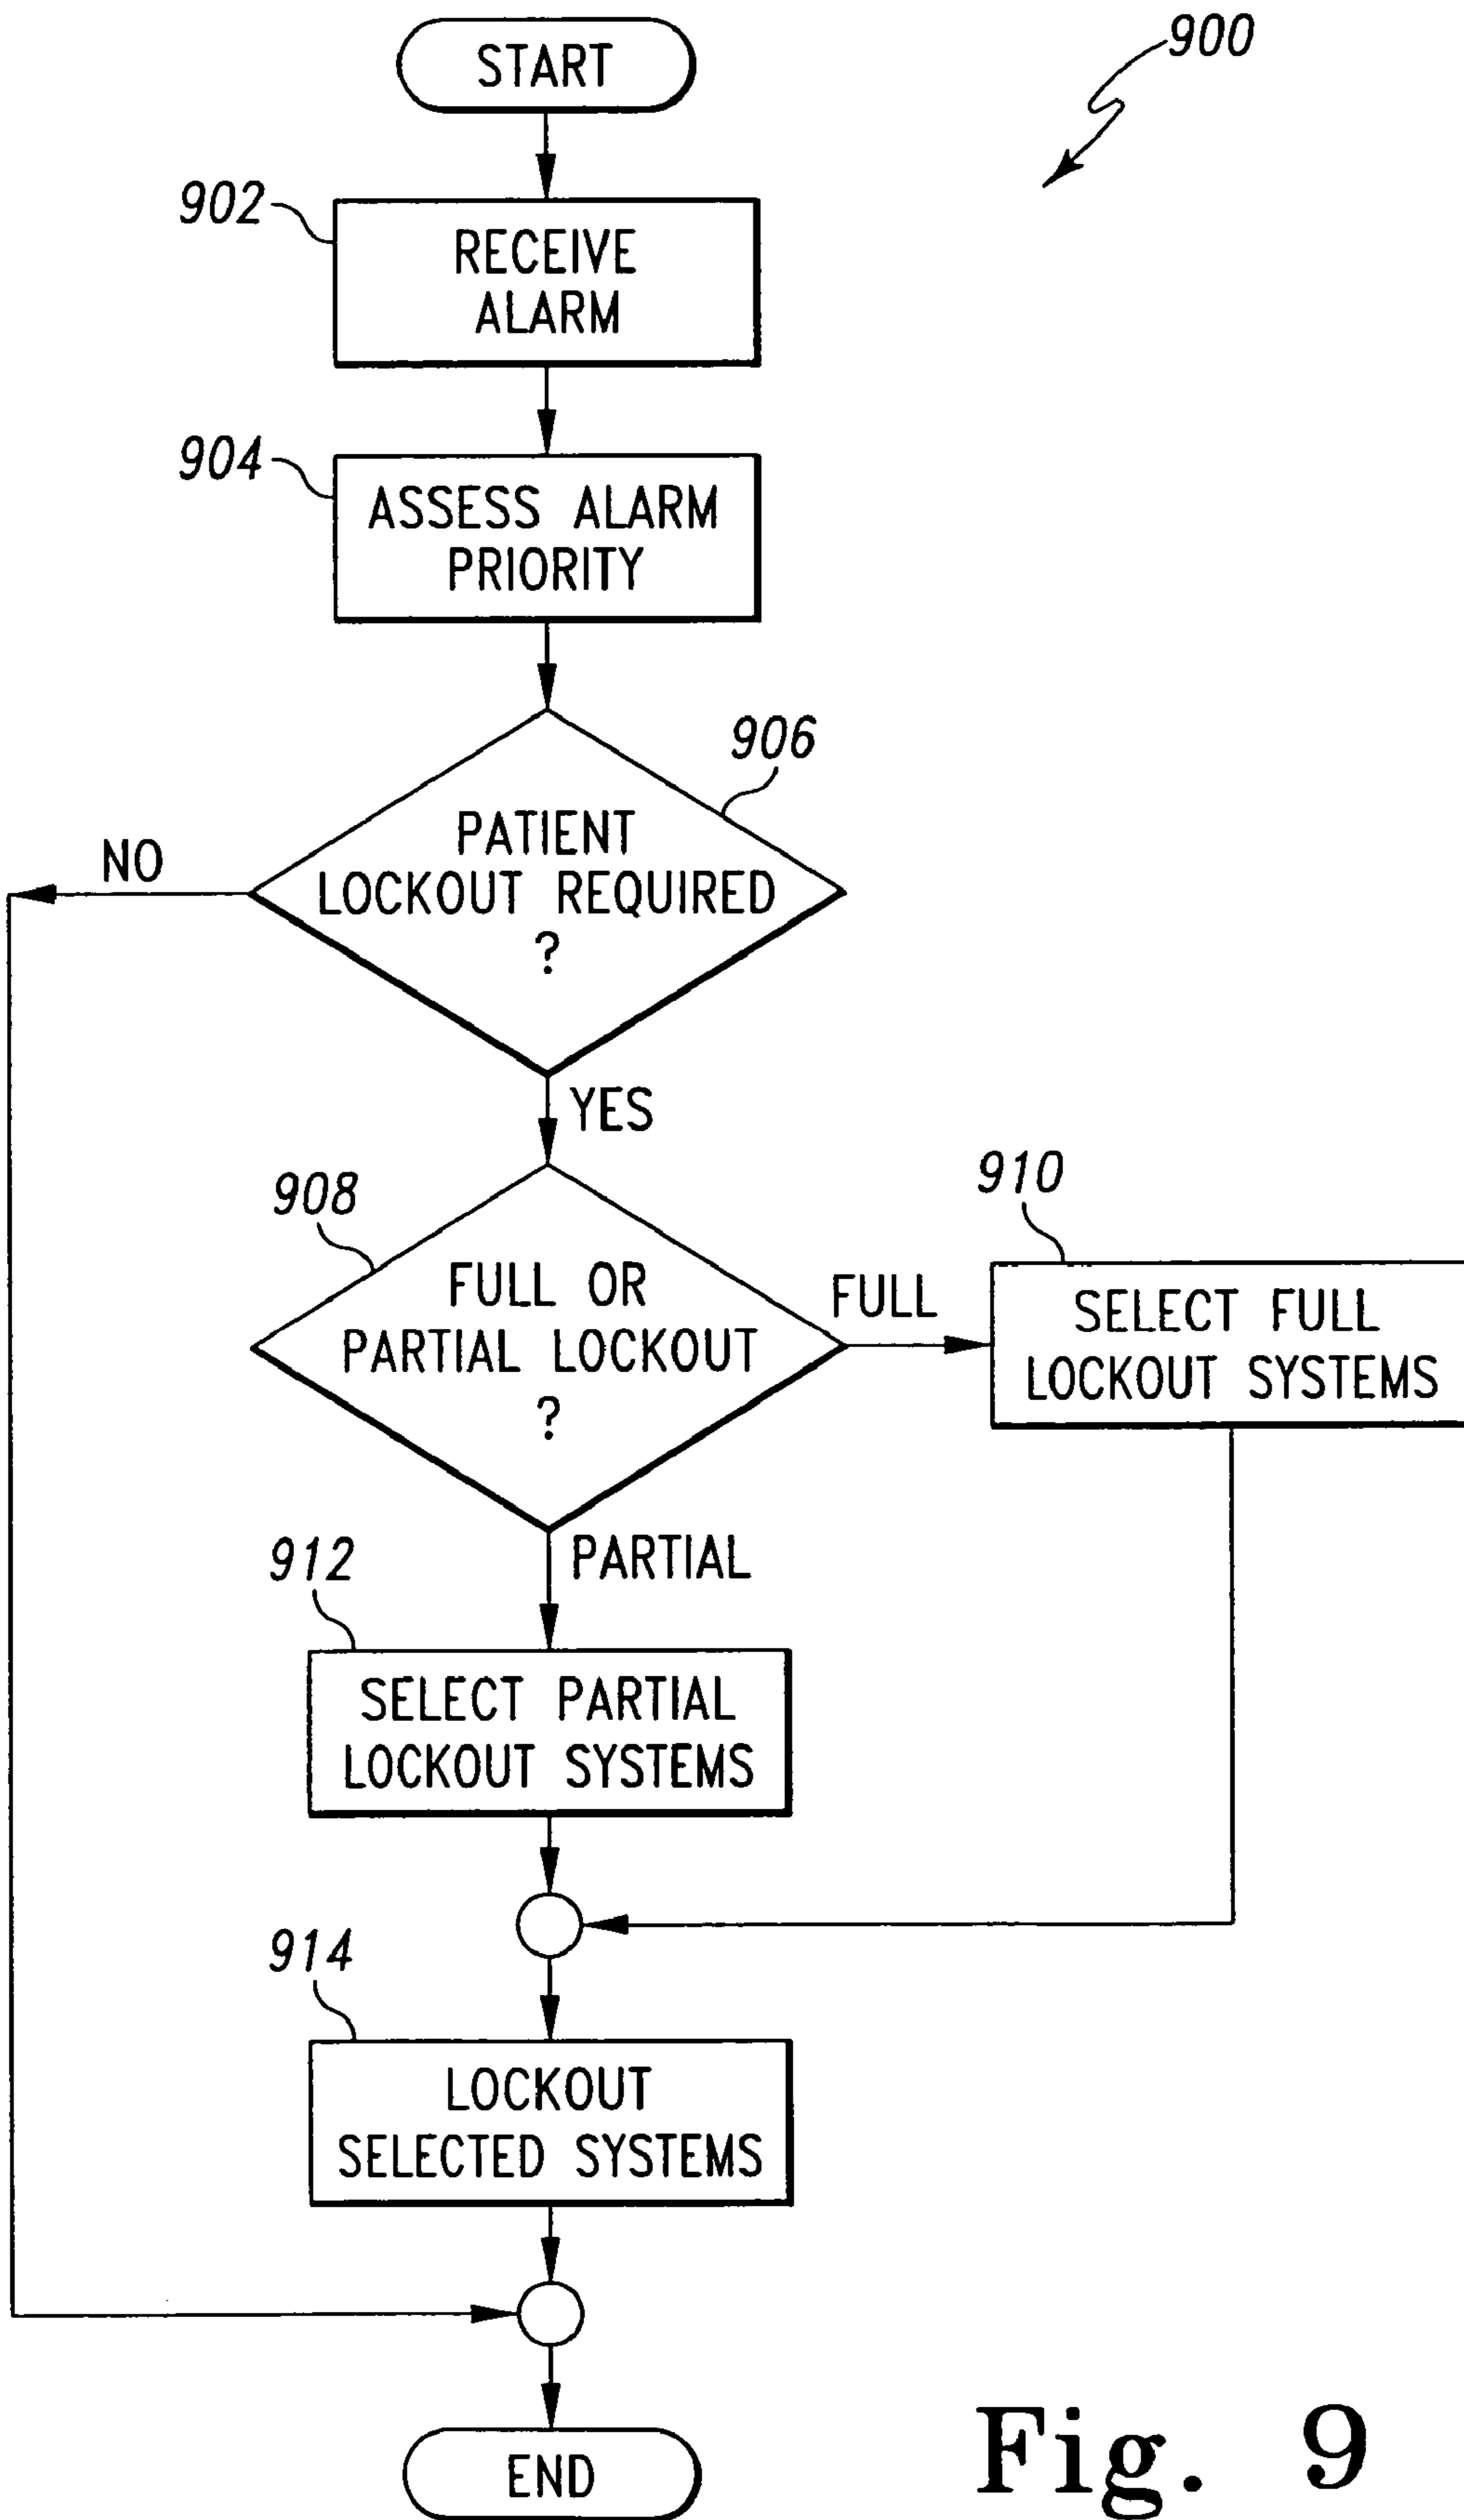 START
900
902
RECEIVE
ALARM
904
ASSESS ALARM
PRIORITY
906
PATIENT
LOCKOUT REQUIRED
?
NO
YES
908
FULL OR
PARTIAL LOCKOUT
?
FULL
910
SELECT FULL
LOCKOUT SYSTEMS
PARTIAL
912
SELECT PARTIAL
LOCKOUT SYSTEMS
914
LOCKOUT
SELECTED SYSTEMS
END
Fig. 9